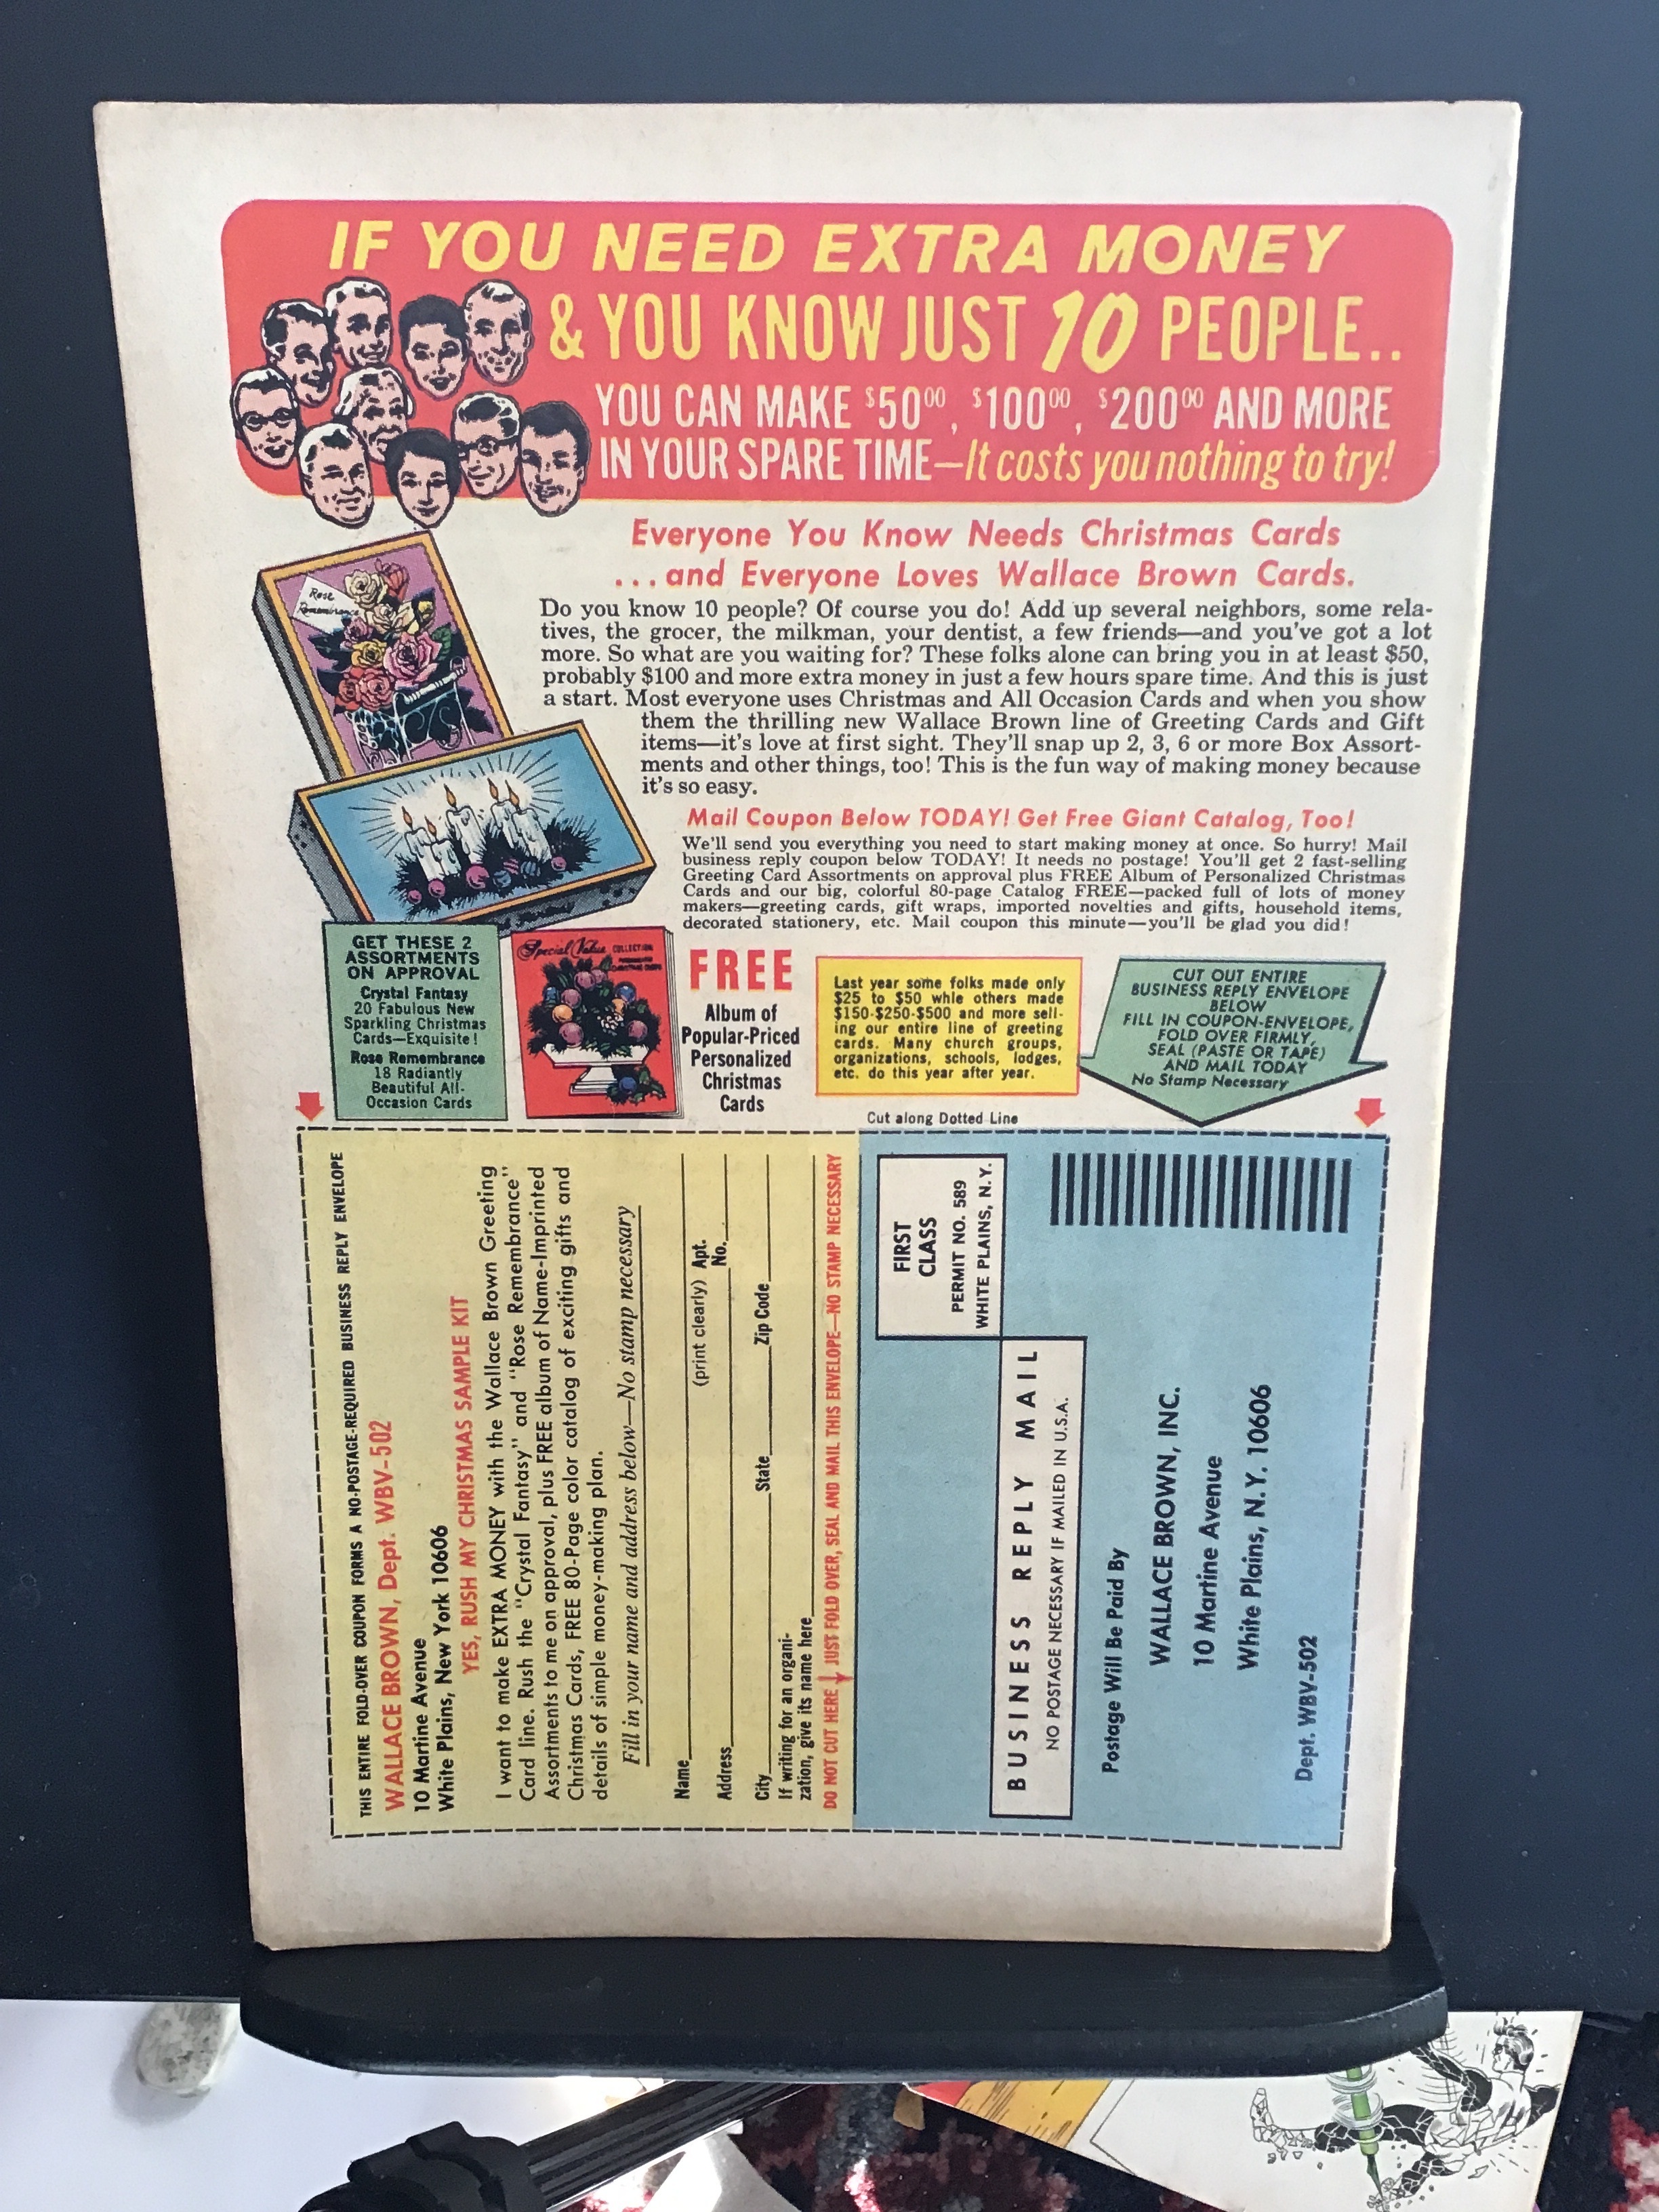 IF YOU NEED EXTRA MONEY
& YOU KNOW JUST 10 PEOPLE..
YOU CAN MAKE $50⁰⁰, $100⁰⁰, $200⁰⁰ AND MORE
IN YOUR SPARE TIME—It costs you nothing to try!
Everyone You Know Needs Christmas Cards
...and Everyone Loves Wallace Brown Cards.
Rose
Remembrance
Do you know 10 people? Of course you do! Add up several neighbors, some rela-
tives, the grocer, the milkman, your dentist, a few friends—and you've got a lot
more. So what are you waiting for? These folks alone can bring you in at least $50,
probably $100 and more extra money in just a few hours spare time. And this is just
a start. Most everyone uses Christmas and All Occasion Cards and when you show
them the thrilling new Wallace Brown line of Greeting Cards and Gift
items—it's love at first sight. They'll snap up 2, 3, 6 or more Box Assort-
ments and other things, too! This is the fun way of making money because
it's so easy.
Mail Coupon Below TODAY! Get Free Giant Catalog, Too!
We'll send you everything you need to start making money at once. So hurry! Mail
business reply coupon below TODAY! It needs no postage! You'll get 2 fast-selling
Greeting Card Assortments on approval plus FREE Album of Personalized Christmas
Cards and our big, colorful 80-page Catalog FREE—packed full of lots of money
makers—greeting cards, gift wraps, imported novelties and gifts, household items,
decorated stationery, etc. Mail coupon this minute—you'll be glad you did!
GET THESE 2
ASSORTMENTS
ON APPROVAL
Crystal Fantasy
20 Fabulous New
Sparkling Christmas
Cards—Exquisite!
Rose Remembrance
18 Radiantly
Beautiful All-
Occasion Cards
Special Value COLLECTION
FREE
Album of
Popular-Priced
Personalized
Christmas
Cards
Last year some folks made only
$25 to $50 whle others made
$150-$250-$500 and more sell-
ing our entire line of greeting
cards. Many church groups,
organizations, schools, lodges,
etc. do this year after year.
CUT OUT ENTIRE
BUSINESS REPLY ENVELOPE
BELOW
FILL IN COUPON-ENVELOPE,
FOLD OVER FIRMLY,
SEAL (PASTE OR TAPE)
AND MAIL TODAY
No Stamp Necessary
Cut along Dotted Line
THIS ENTIRE FOLD-OVER COUPON FORMS A NO-POSTAGE-REQUIRED BUSINESS REPLY ENVELOPE
WALLACE BROWN, Dept. WBV-502
10 Martine Avenue
White Plains, New York 10606
YES, RUSH MY CHRISTMAS SAMPLE KIT
I want to make EXTRA MONEY with the Wallace Brown Greeting
Card line. Rush the "Crystal Fantasy" and "Rose Remembrance"
Assortments to me on approval, plus FREE album of Name-Imprinted
Christmas Cards, FREE 80-Page color catalog of exciting gifts and
details of simple money-making plan.
Fill in your name and address below—No stamp necessary
Name
(print clearly)
Address Apt. No.
City State Zip Code
If writing for an organi-
zation, give its name here
DO NOT CUT HERE JUST FOLD OVER, SEAL AND MAIL THIS ENVELOPE—NO STAMP NECESSARY
FIRST
CLASS
PERMIT NO. 589
WHITE PLAINS, N.Y.
BUSINESS REPLY MAIL
NO POSTAGE NECESSARY IF MAILED IN U.S.A.
Postage Will Be Paid By
WALLACE BROWN, INC.
10 Martine Avenue
White Plains, N.Y. 10606
Dept. WBV-502